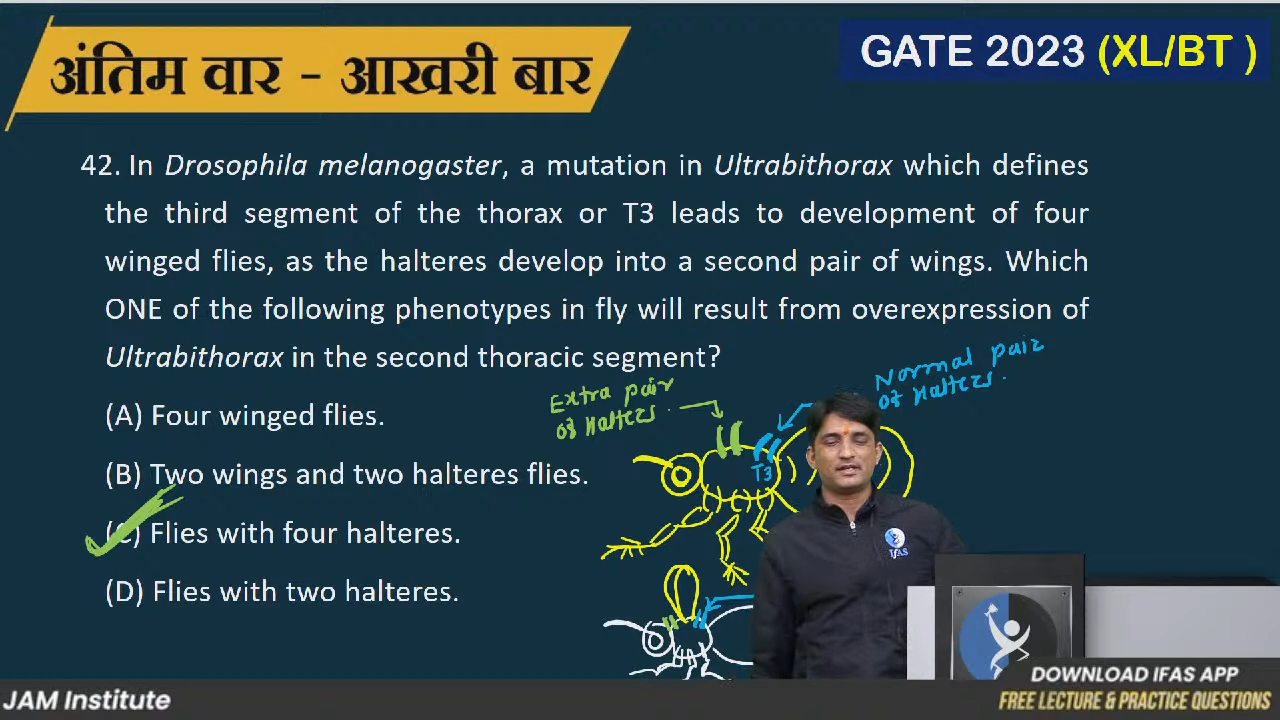 अंतिम वार - आखरी बार
GATE 2023 (XL/BT )
42. In Drosophila melanogaster, a mutation in Ultrabithorax which defines
the third segment of the thorax or T3 leads to development of four
winged flies, as the halteres develop into a second pair of wings. Which
ONE of the following phenotypes in fly will result from overexpression of
Ultrabithorax in the second thoracic segment?
Extra pair
of Halters.
Normal pair
of Halters.
(A) Four winged flies.
(B) Two wings and two halteres flies.
T3
(C) Flies with four halteres.
(D) Flies with two halteres.
iFAS
JAM Institute
DOWNLOAD IFAS APP
FREE LECTURE & PRACTICE QUESTIONS